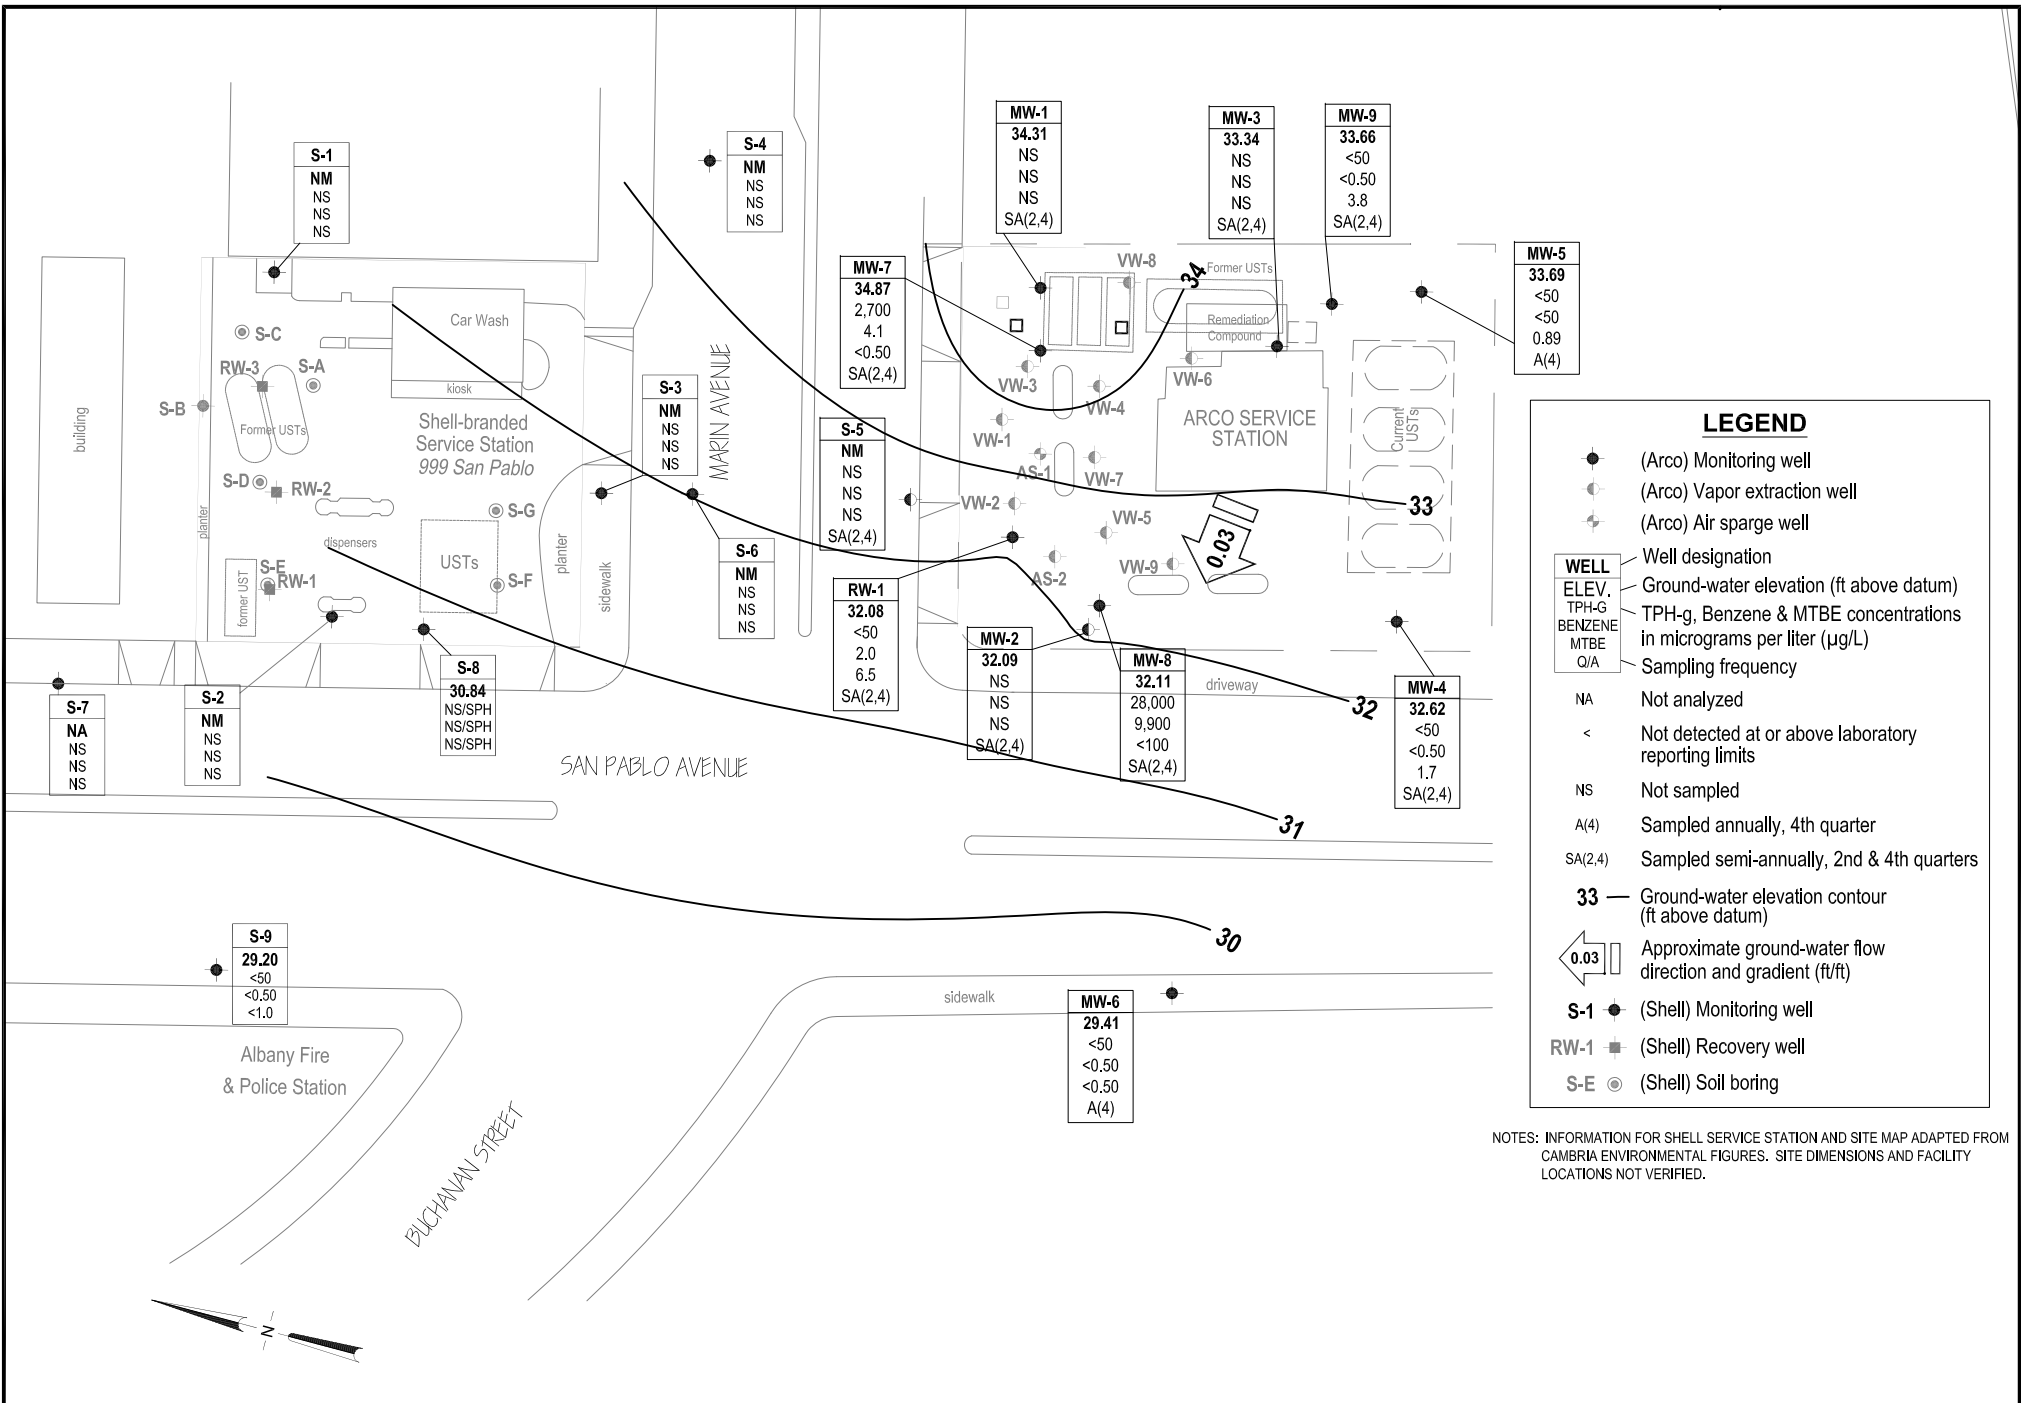 S-1
NM
NS
NS
NS
S-4
NM
NS
NS
NS
MW-1
34.31
NS
NS
NS
SA(2,4)
MW-3
33.34
NS
NS
NS
SA(2,4)
MW-9
33.66
<50
<0.50
3.8
SA(2,4)
MW-5
33.69
<50
<50
0.89
A(4)
MW-7
34.87
2,700
4.1
<0.50
SA(2,4)
VW-8
34
Former USTs
Remediation
Compound
VW-3
VW-4
VW-6
VW-1
AS-1
VW-7
ARCO SERVICE
STATION
Current
USTs
VW-2
VW-5
33
0.03
AS-2
VW-9
S-C
RW-3
S-A
S-B
Former USTs
building
Car Wash
kiosk
Shell-branded
Service Station
999 San Pablo
S-D
RW-2
S-G
planter
dispensers
USTs
S-E
RW-1
S-F
former UST
planter
sidewalk
MARIN AVENUE
S-3
NM
NS
NS
NS
S-5
NM
NS
NS
NS
SA(2,4)
S-6
NM
NS
NS
NS
RW-1
32.08
<50
2.0
6.5
SA(2,4)
MW-2
32.09
NS
NS
NS
SA(2,4)
MW-8
32.11
28,000
9,900
<100
SA(2,4)
driveway
32
MW-4
32.62
<50
<0.50
1.7
SA(2,4)
S-7
NA
NS
NS
NS
S-2
NM
NS
NS
NS
S-8
30.84
NS/SPH
NS/SPH
NS/SPH
SAN PABLO AVENUE
31
30
S-9
29.20
<50
<0.50
<1.0
Albany Fire
& Police Station
sidewalk
MW-6
29.41
<50
<0.50
<0.50
A(4)
BUCHANAN STREET
N
LEGEND
(Arco) Monitoring well
(Arco) Vapor extraction well
(Arco) Air sparge well
WELL
ELEV.
TPH-G
BENZENE
MTBE
Q/A
Well designation
Ground-water elevation (ft above datum)
TPH-g, Benzene & MTBE concentrations
in micrograms per liter (µg/L)
Sampling frequency
NA Not analyzed
< Not detected at or above laboratory
reporting limits
NS Not sampled
A(4) Sampled annually, 4th quarter
SA(2,4) Sampled semi-annually, 2nd & 4th quarters
33 Ground-water elevation contour
(ft above datum)
0.03 Approximate ground-water flow
direction and gradient (ft/ft)
S-1 (Shell) Monitoring well
RW-1 (Shell) Recovery well
S-E (Shell) Soil boring
NOTES: INFORMATION FOR SHELL SERVICE STATION AND SITE MAP ADAPTED FROM
CAMBRIA ENVIRONMENTAL FIGURES. SITE DIMENSIONS AND FACILITY
LOCATIONS NOT VERIFIED.